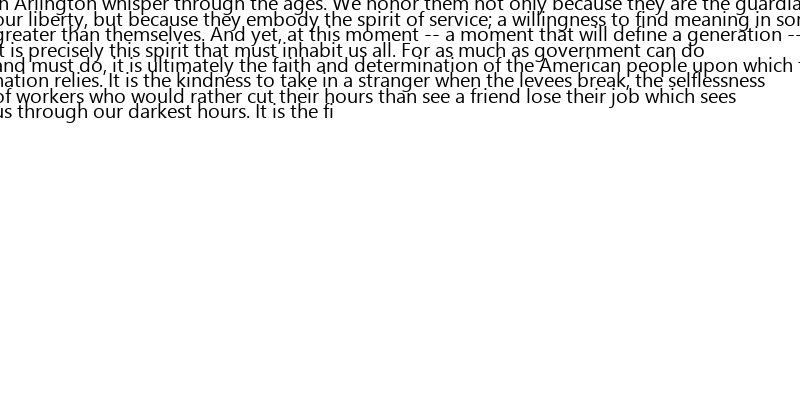 n Arlington whisper through the ages. We honor them not only because they are the guardia
our liberty, but because they embody the spirit of service; a willingness to find meaning in
greater than themselves. And yet, at this moment -- a moment that will define a generation --
t is precisely this spirit that must inhabit us all. For as much as government can do
and must do, it is ultimately the faith and determination of the American people upon which
nation relies. It is the kindness to take in a stranger when the levees break, the selflessness
of workers who would rather cut their hours than see a friend lose their job which sees
us through our darkest hours. It is the fi